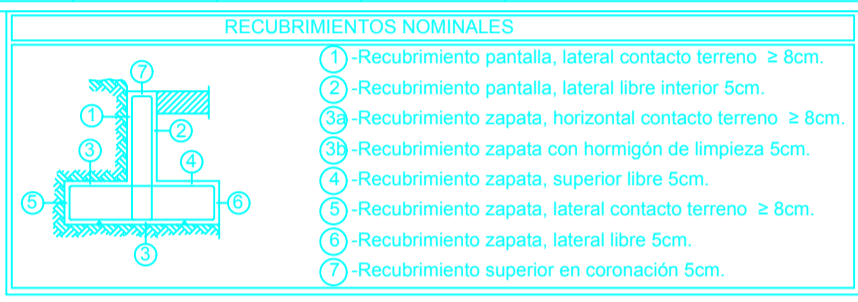 RECUBRIMIENTOS NOMINALES
7
1
2
3
4
5
6
3
1 -Recubrimiento pantalla, lateral contacto terreno ≥ 8cm.
2 -Recubrimiento pantalla, lateral libre interior 5cm.
3a -Recubrimiento zapata, horizontal contacto terreno ≥ 8cm.
3b -Recubrimiento zapata con hormigón de limpieza 5cm.
4 -Recubrimiento zapata, superior libre 5cm.
5 -Recubrimiento zapata, lateral contacto terreno ≥ 8cm.
6 -Recubrimiento zapata, lateral libre 5cm.
7 -Recubrimiento superior en coronación 5cm.